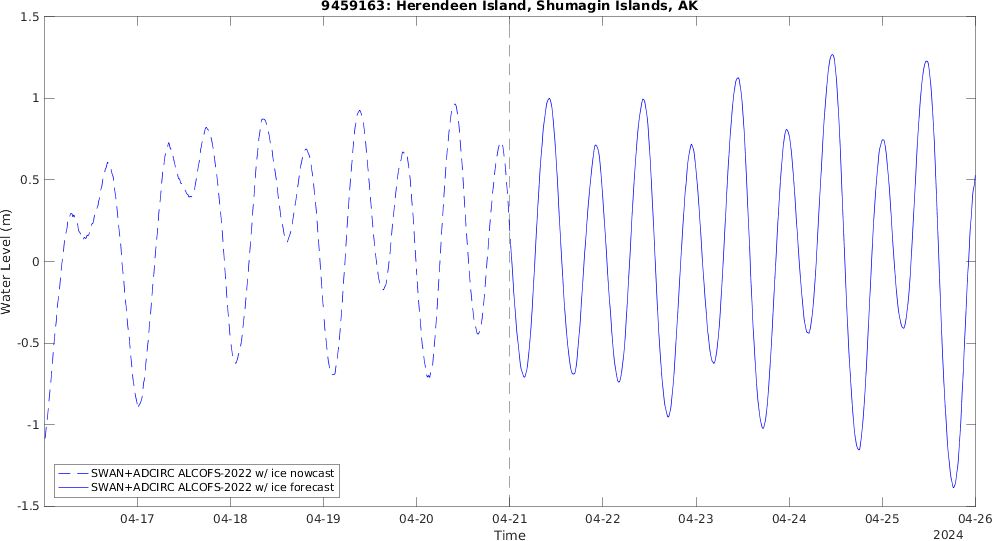 9459163: Herendeen Island, Shumagin Islands, AK
1.5
1
0.5
0
-0.5
-1
-1.5
Water Level (m)
SWAN+ADCIRC ALCOFS-2022 w/ ice nowcast
SWAN+ADCIRC ALCOFS-2022 w/ ice forecast
04-17 04-18 04-19 04-20 04-21 04-22 04-23 04-24 04-25 04-26
Time
2024